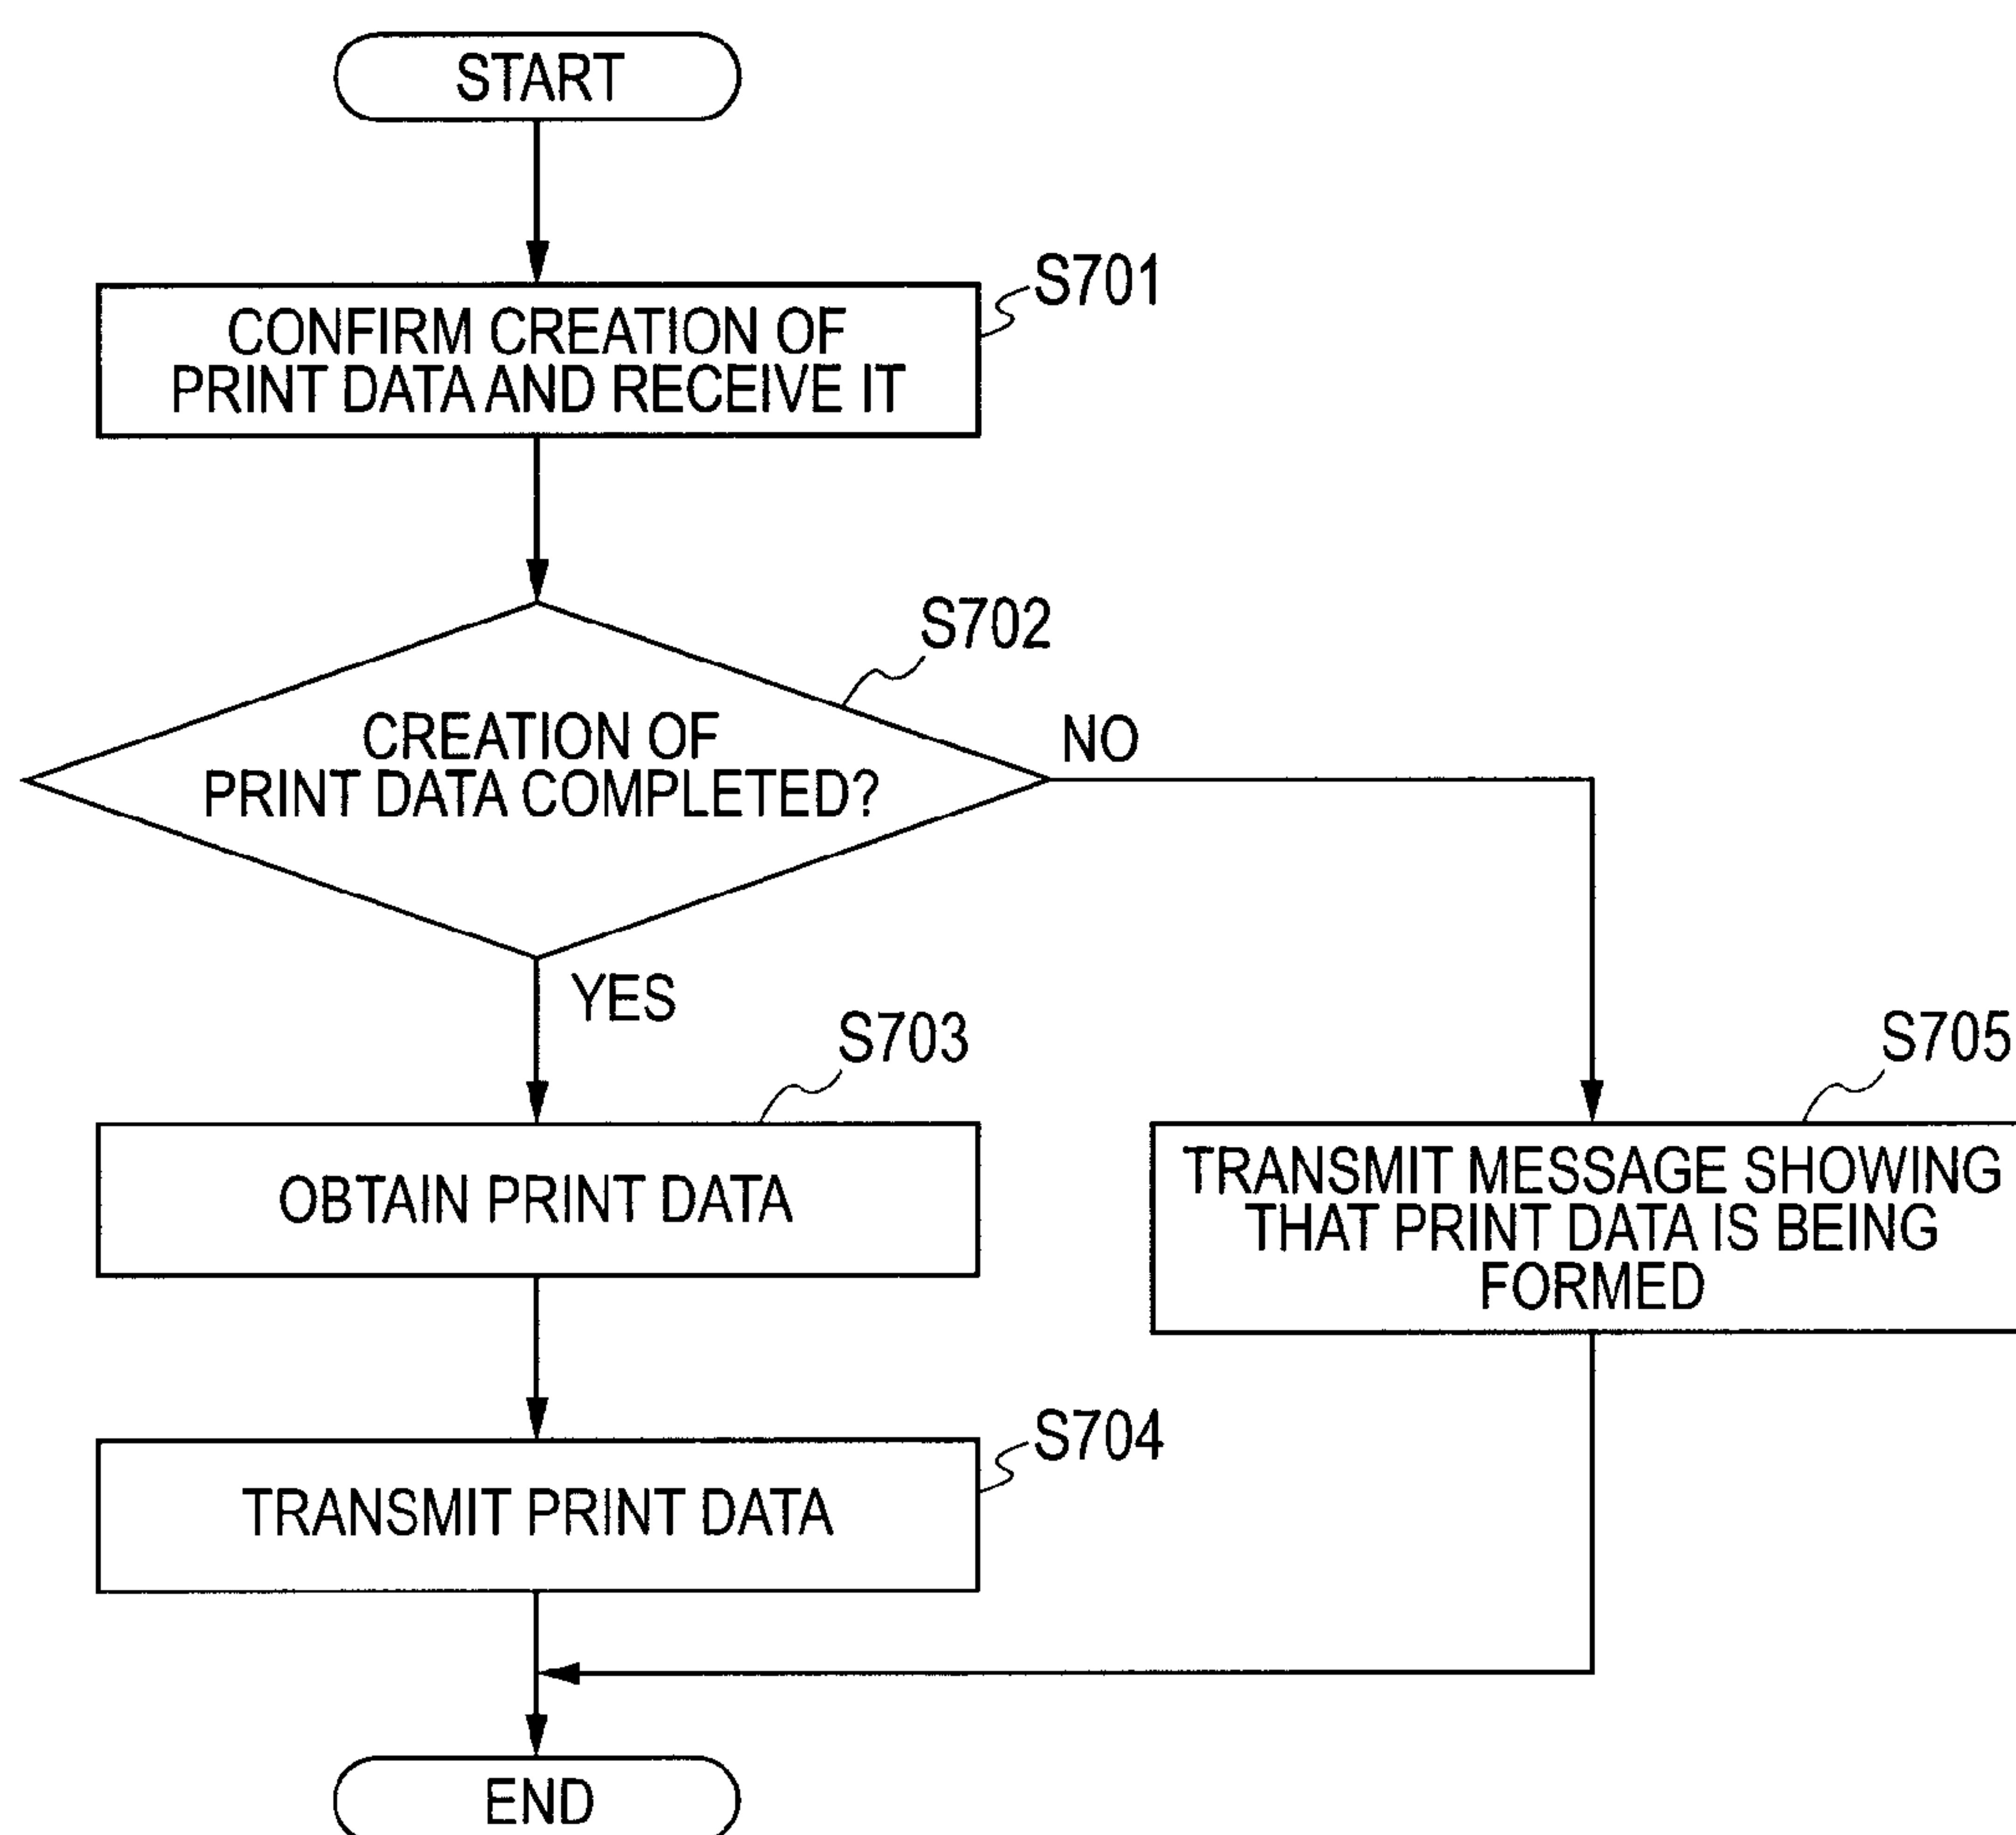 START
S701
CONFIRM CREATION OF
PRINT DATA AND RECEIVE IT
S702
CREATION OF
PRINT DATA COMPLETED?
NO
YES
S703
OBTAIN PRINT DATA
S705
TRANSMIT MESSAGE SHOWING
THAT PRINT DATA IS BEING
FORMED
S704
TRANSMIT PRINT DATA
END